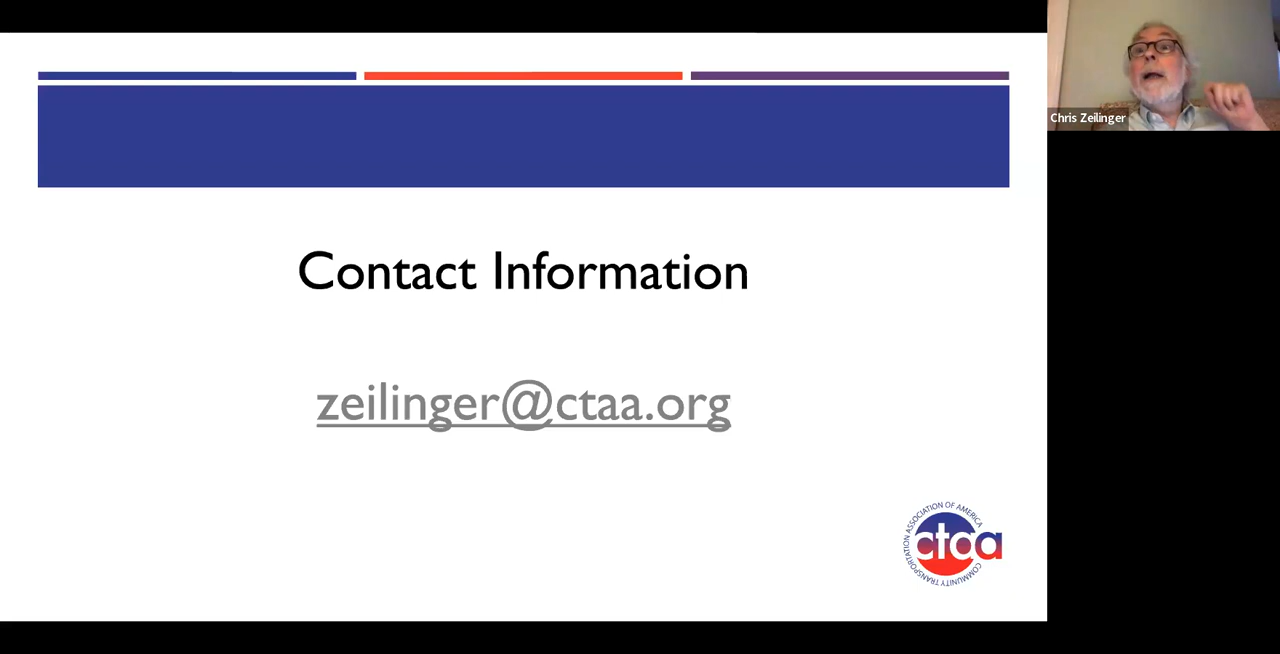 Chris Zeilinger
Contact Information
zeilinger@ctaa.org
COMMUNITY TRANSPORTATION ASSOCIATION OF AMERICA
ctaa